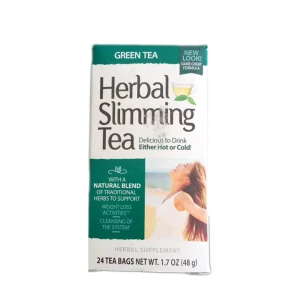 GREEN TEA
NEW
LOOK!
SAME GREAT
FORMULA
Herbal
Slimming
Tea
Delicious to Drink
Either Hot or Cold!
WITH A
NATURAL BLEND
OF TRADITIONAL
HERBS TO SUPPORT
WEIGHT LOSS
ACTIVITIES
CLEANSING OF
THE SYSTEM
HERBAL SUPPLEMENT
24 TEA BAGS NET WT. 1.7 OZ (48 g)